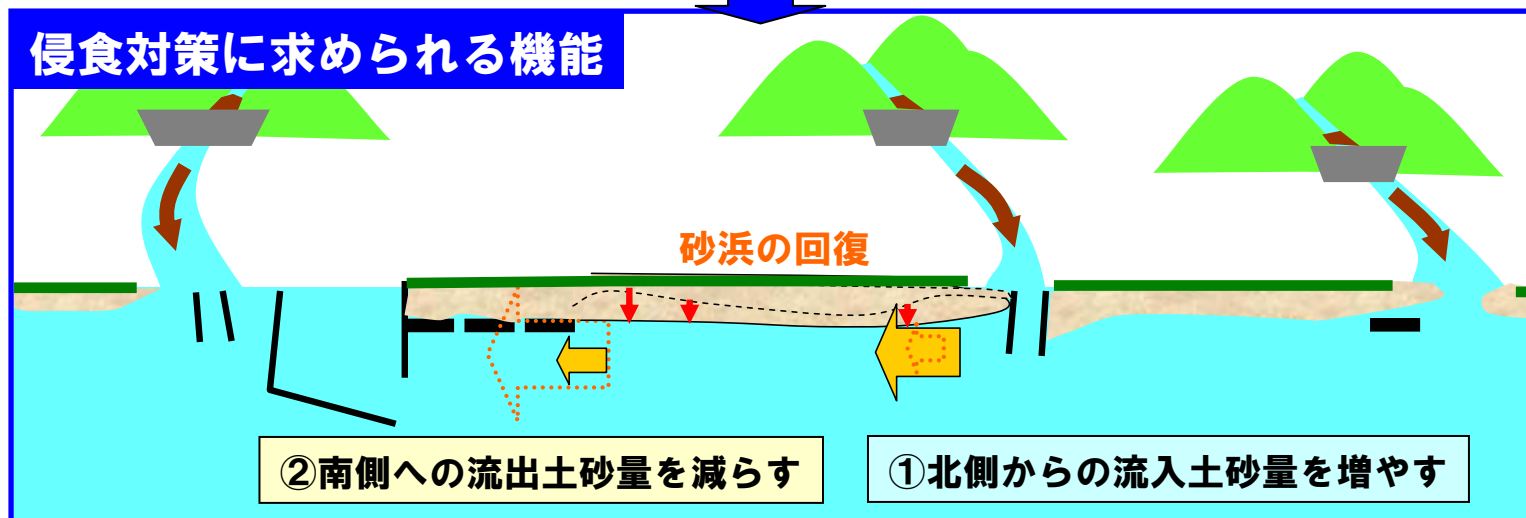 侵食対策に求められる機能
砂浜の回復
②南側への流出土砂量を減らす
①北側からの流入土砂量を増やす